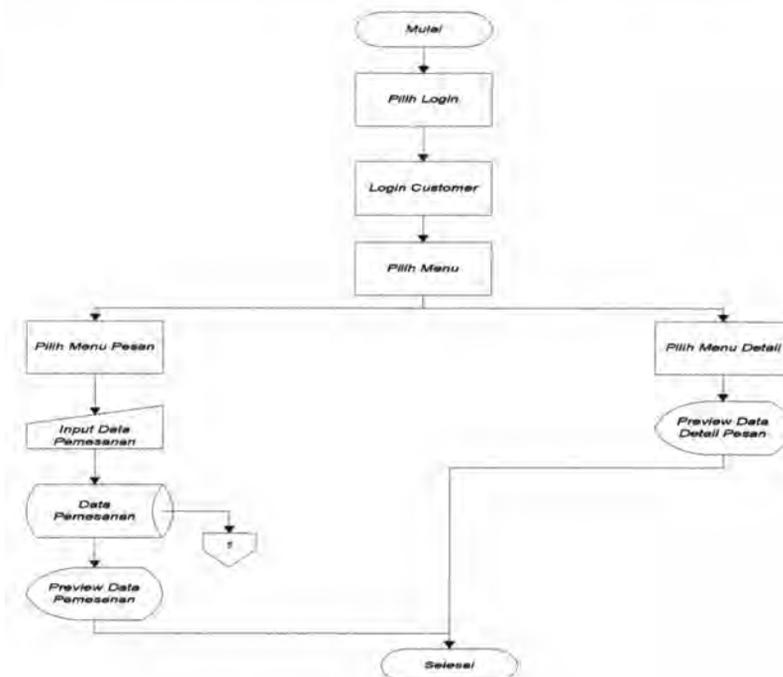 Mulai
Pilih Login
Login Customer
Pilih Menu
Pilih Menu Pesan
Pilih Menu Detail
Input Data
Pemesanan
Preview Data
Detail Pesan
Data
Pemesanan
1
Preview Data
Pemesanan
Selesai